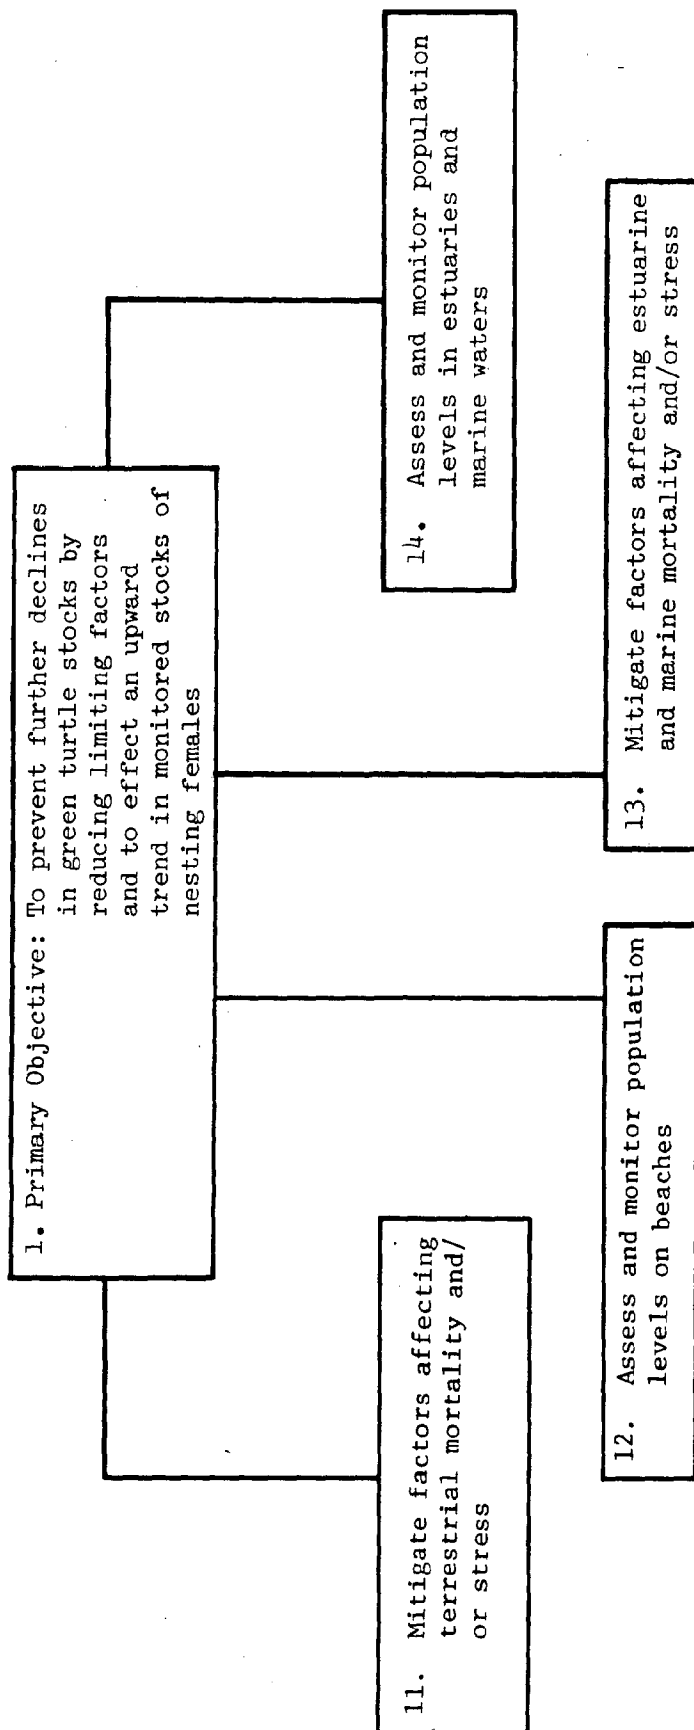 1. Primary Objective: To prevent further declines
in green turtle stocks by
reducing limiting factors
and to effect an upward
trend in monitored stocks of
nesting females
11. Mitigate factors affecting
terrestrial mortality and/
or stress
12. Assess and monitor population
levels on beaches
13. Mitigate factors affecting estuarine
and marine mortality and/or stress
14. Assess and monitor population
levels in estuaries and
marine waters